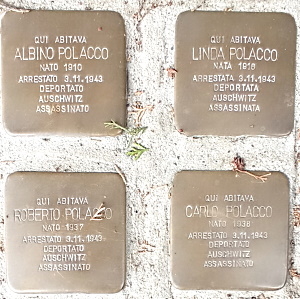 QUI ABITAVA
ALBINO POLACCO
NATO 1910
ARRESTATO 3.11.1943
DEPORTATO
AUSCHWITZ
ASSASSINATO
QUI ABITAVA
LINDA POLACCO
NATA 1916
ARRESTATA 3.11.1943
DEPORTATA
AUSCHWITZ
ASSASSINATA
QUI ABITAVA
ROBERTO POLACCO
NATO 1937
ARRESTATO 3.11.1943
DEPORTATO
AUSCHWITZ
ASSASSINATO
QUI ABITAVA
CARLO POLACCO
NATO 1938
ARRESTATO 3.11.1943
DEPORTATO
AUSCHWITZ
ASSASSINATO